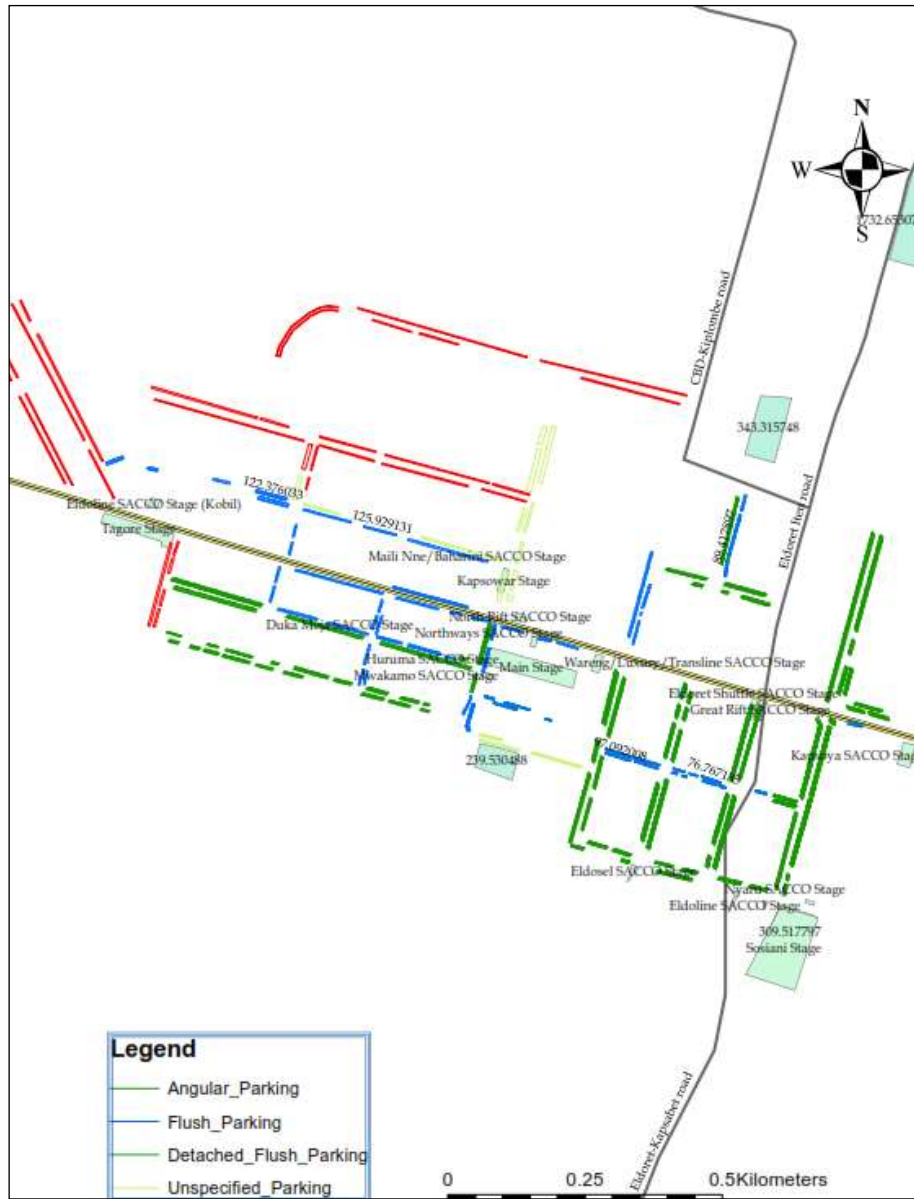 N
W
S
1732.65307
CBD-Kiplombe road
343.315748
Eldoret Iten road
122.376033
Eldoline SACCO Stage (Kobil)
Tagore Stage
125.929131
Maili Nne/Baharini SACCO Stage
Kapsowar Stage
North Rift SACCO Stage
Duka Moja SACCO Stage
Northways SACCO Stage
Huruma SACCO Stage
Main Stage
Wareng/Luxury/Transline SACCO Stage
Mwakamo SACCO Stage
Eldoret Shuttle SACCO Stage
Great Rift SACCO Stage
239.530488
97.092008
Eldosel SACCO Stage
Nyaru SACCO Stage
Eldoline SACCO Stage
309.517797
Sosiani Stage
Eldoret-Kapsabet road
Legend
Angular_Parking
Flush_Parking
Detached_Flush_Parking
Unspecified_Parking
0 0.25 0.5Kilometers